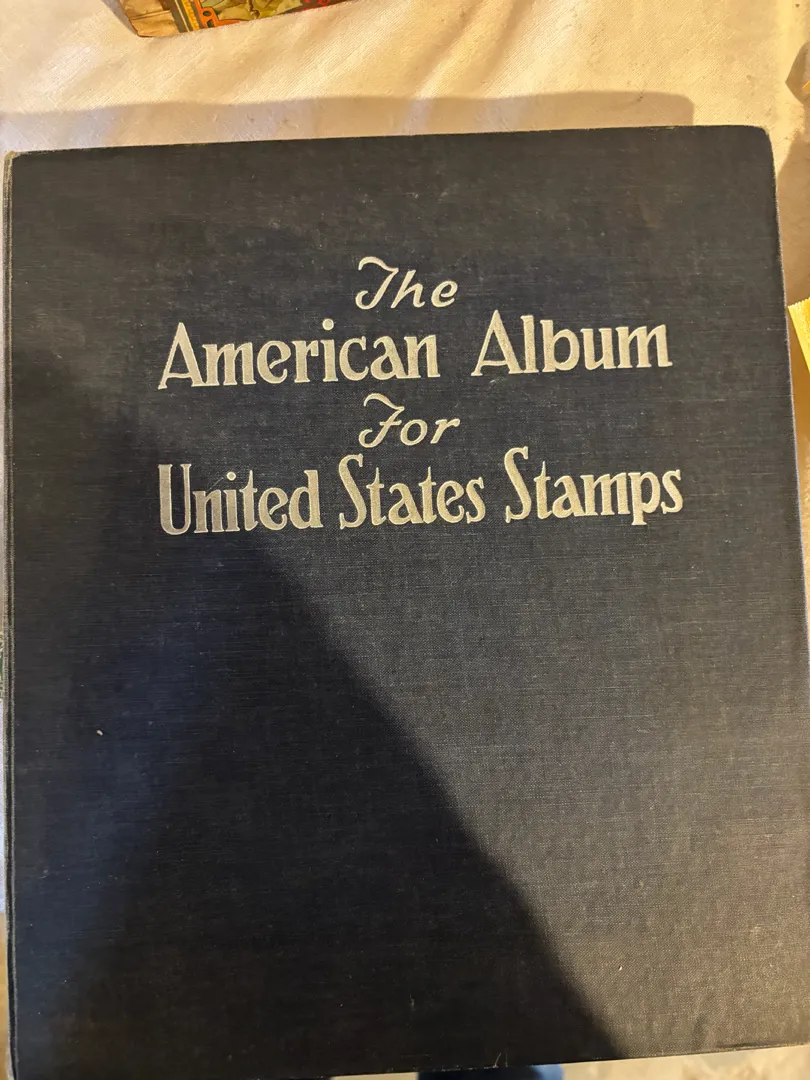 The
American Album
For
United States Stamps